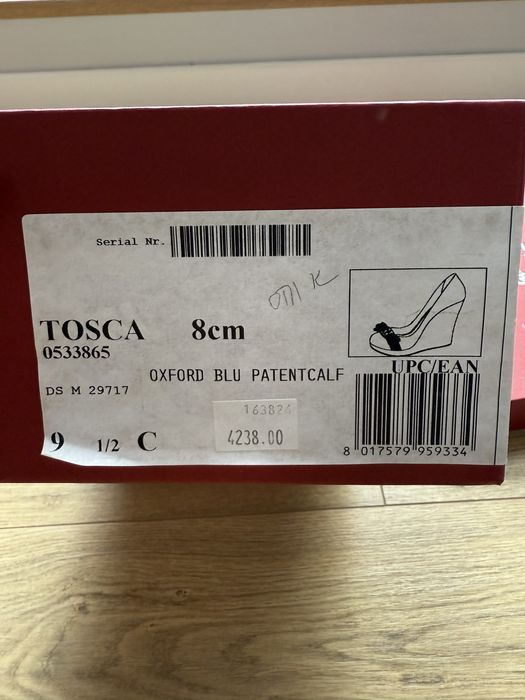 Serial Nr.
TOSCA 8cm
0533865
OXFORD BLU PATENTCALF
UPC/EAN
DS M 29717
163824
4238.00
9 1/2 C
8 017579 959334